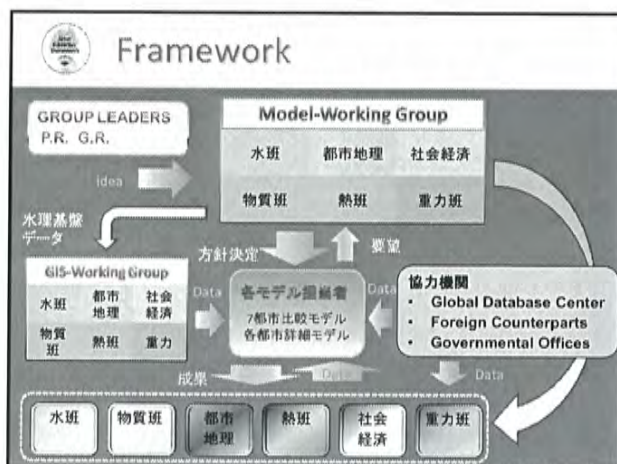 Framework
GROUP LEADERS
P.R. G.R.
Idea
Model-Working Group
水班 都市地理 社会経済
物質班 熱班 重力班
水理基盤
データ
方針決定
要望
GIS-Working Group
水班 都市地理 社会経済
物質班 熱班 重力
Data
各モデル担当者
7都市比較モデル
各都市詳細モデル
Data
協力機関
• Global Database Center
• Foreign Counterparts
• Governmental Offices
成果
Data
Data
水班
物質班
都市
地理
熱班
社会
経済
重力班